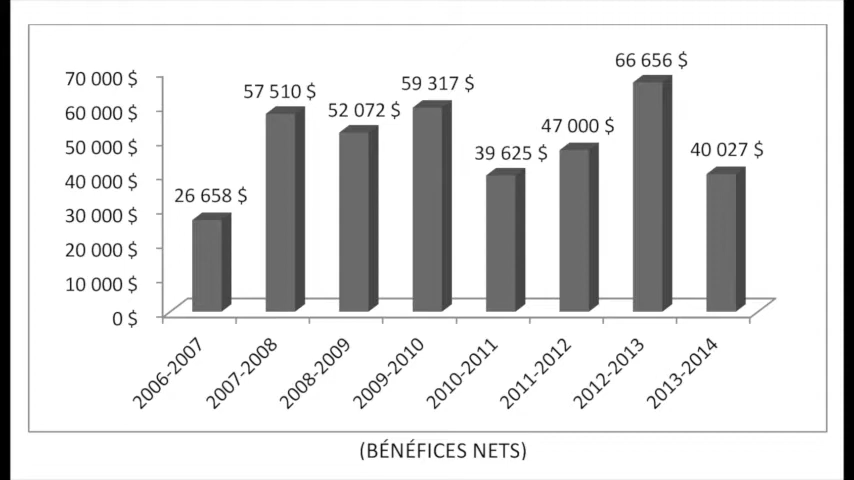 66 656 $
70 000 $
57 510 $
59 317 $
60 000 $
52 072 $
47 000 $
50 000 $
39 625 $
40 027 $
40 000 $
26 658 $
30 000 $
20 000 $
10 000 $
0 $
2006-2007
2007-2008
2008-2009
2009-2010
2010-2011
2011-2012
2012-2013
2013-2014
(BÉNÉFICES NETS)